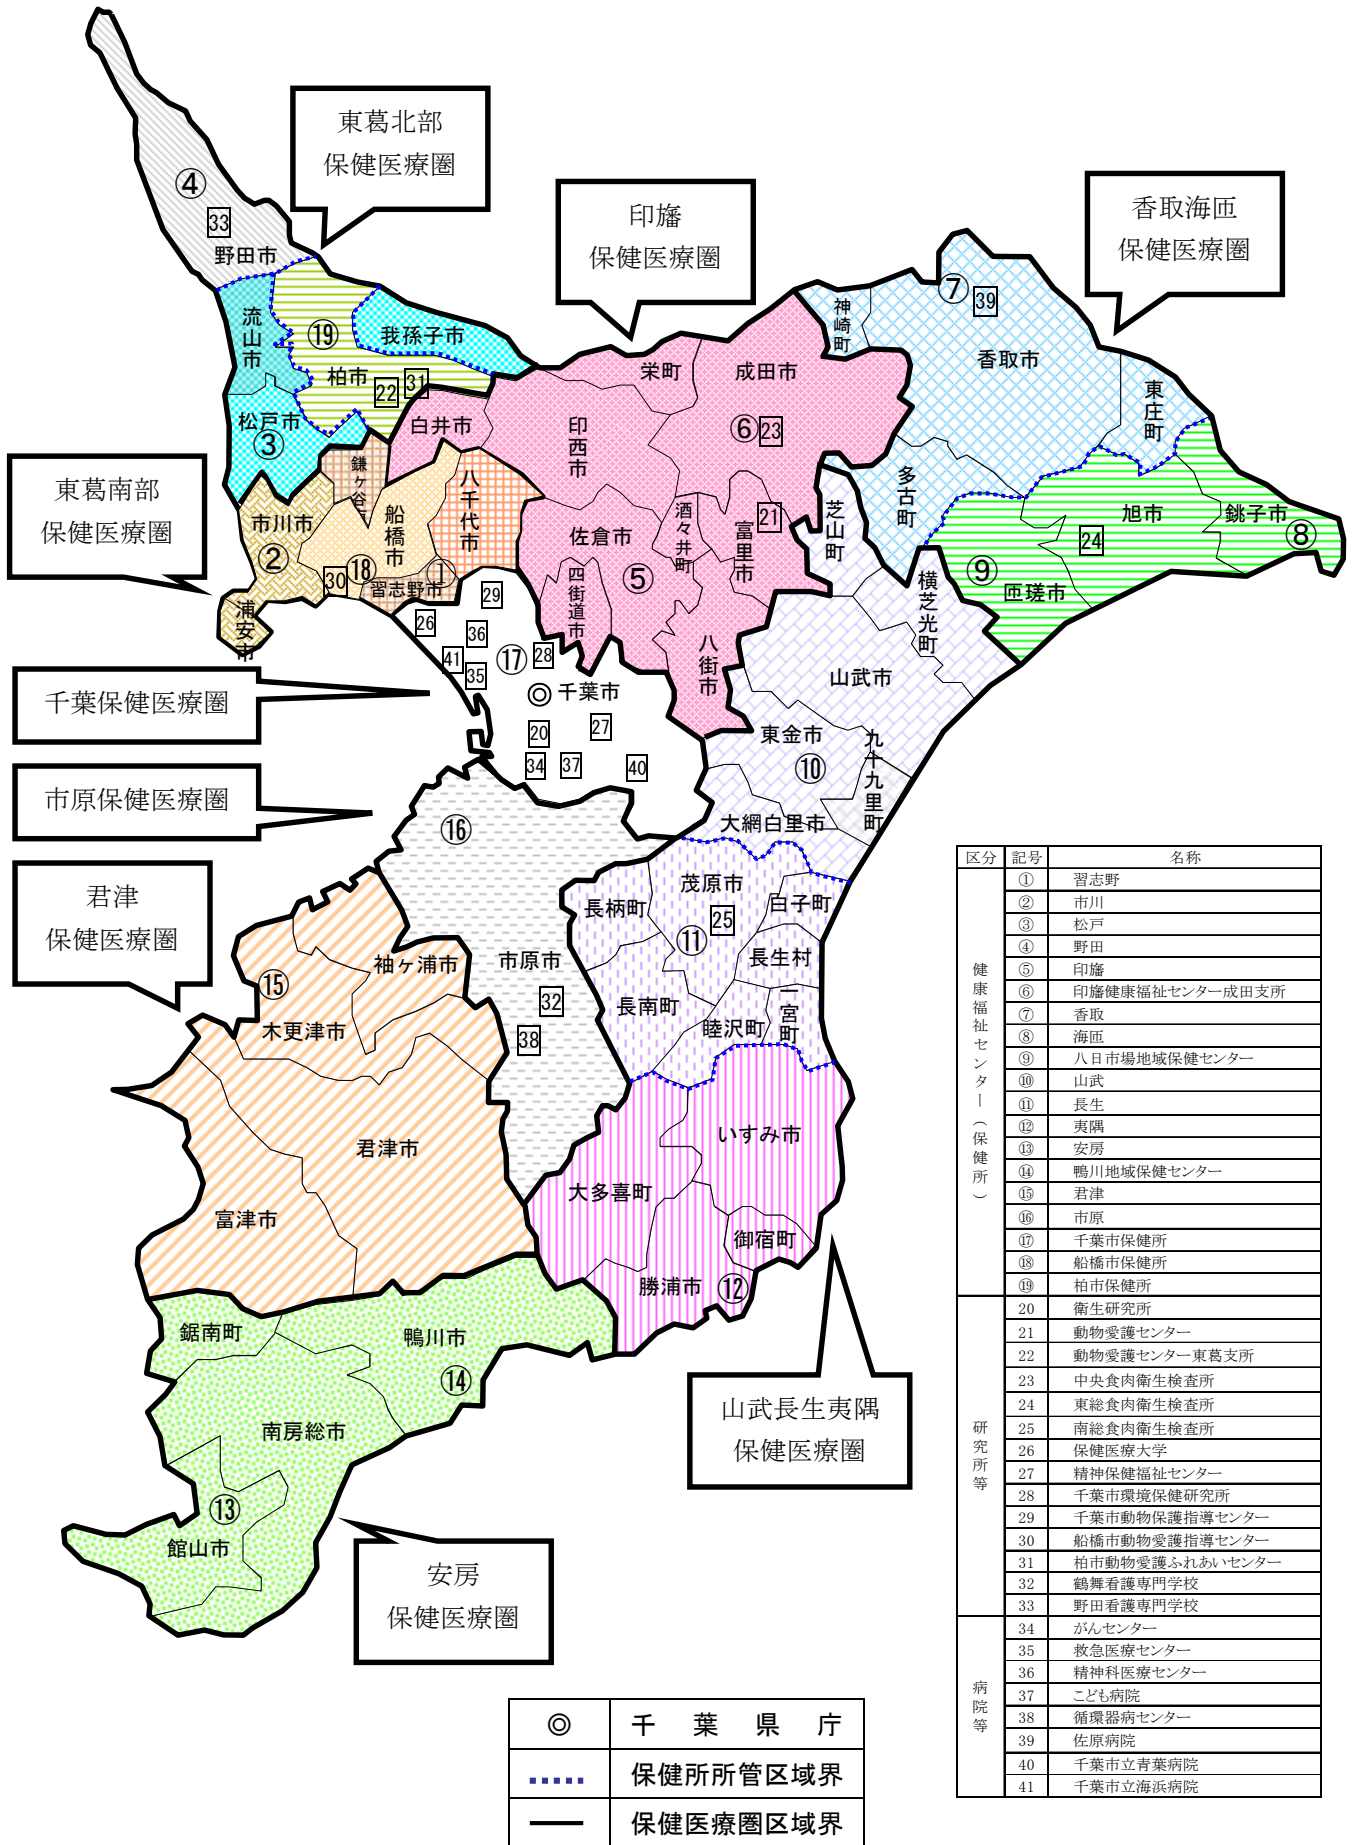 東葛北部
保健医療圏
④
33
野田市
印旛
保健医療圏
香取海匝
保健医療圏
⑦
39
神崎町
香取市
東庄町
流山市
⑲
我孫子市
柏市
22
31
松戸市
③
白井市
栄町
成田市
印西市
⑥
23
多古町
鎌ヶ谷市
船橋市
八千代市
東葛南部
保健医療圏
市川市
②
浦安市
30
⑱
習志野市
①
佐倉市
酒々井町
富里市
21
芝山町
四街道市
⑤
八街市
旭市
24
銚子市
⑧
⑨
匝瑳市
横芝光町
山武市
29
26
36
41
35
⑰
28
◎
千葉市
20
27
34
37
40
千葉保健医療圏
市原保健医療圏
東金市
⑩
九十九里町
大網白里市
⑯
君津
保健医療圏
茂原市
25
白子町
長柄町
⑪
長生村
長南町
睦沢町
一宮町
市原市
32
38
⑮
袖ヶ浦市
木更津市
君津市
富津市
いすみ市
大多喜町
御宿町
勝浦市
⑫
鋸南町
鴨川市
⑭
南房総市
⑬
館山市
山武長生夷隅
保健医療圏
安房
保健医療圏
区分 記号 名称
健康福祉センター（保健所）
① 習志野
② 市川
③ 松戸
④ 野田
⑤ 印旛
⑥ 印旛健康福祉センター成田支所
⑦ 香取
⑧ 海匝
⑨ 八日市場地域保健センター
⑩ 山武
⑪ 長生
⑫ 夷隅
⑬ 安房
⑭ 鴨川地域保健センター
⑮ 君津
⑯ 市原
⑰ 千葉市保健所
⑱ 船橋市保健所
⑲ 柏市保健所
研究所等
20 衛生研究所
21 動物愛護センター
22 動物愛護センター東葛支所
23 中央食肉衛生検査所
24 東総食肉衛生検査所
25 南総食肉衛生検査所
26 保健医療大学
27 精神保健福祉センター
28 千葉市環境保健研究所
29 千葉市動物保護指導センター
30 船橋市動物愛護指導センター
31 柏市動物愛護ふれあいセンター
32 鶴舞看護専門学校
33 野田看護専門学校
病院等
34 がんセンター
35 救急医療センター
36 精神科医療センター
37 こども病院
38 循環器病センター
39 佐原病院
40 千葉市立青葉病院
41 千葉市立海浜病院
◎ 千葉県庁
保健所所管区域界
保健医療圏区域界